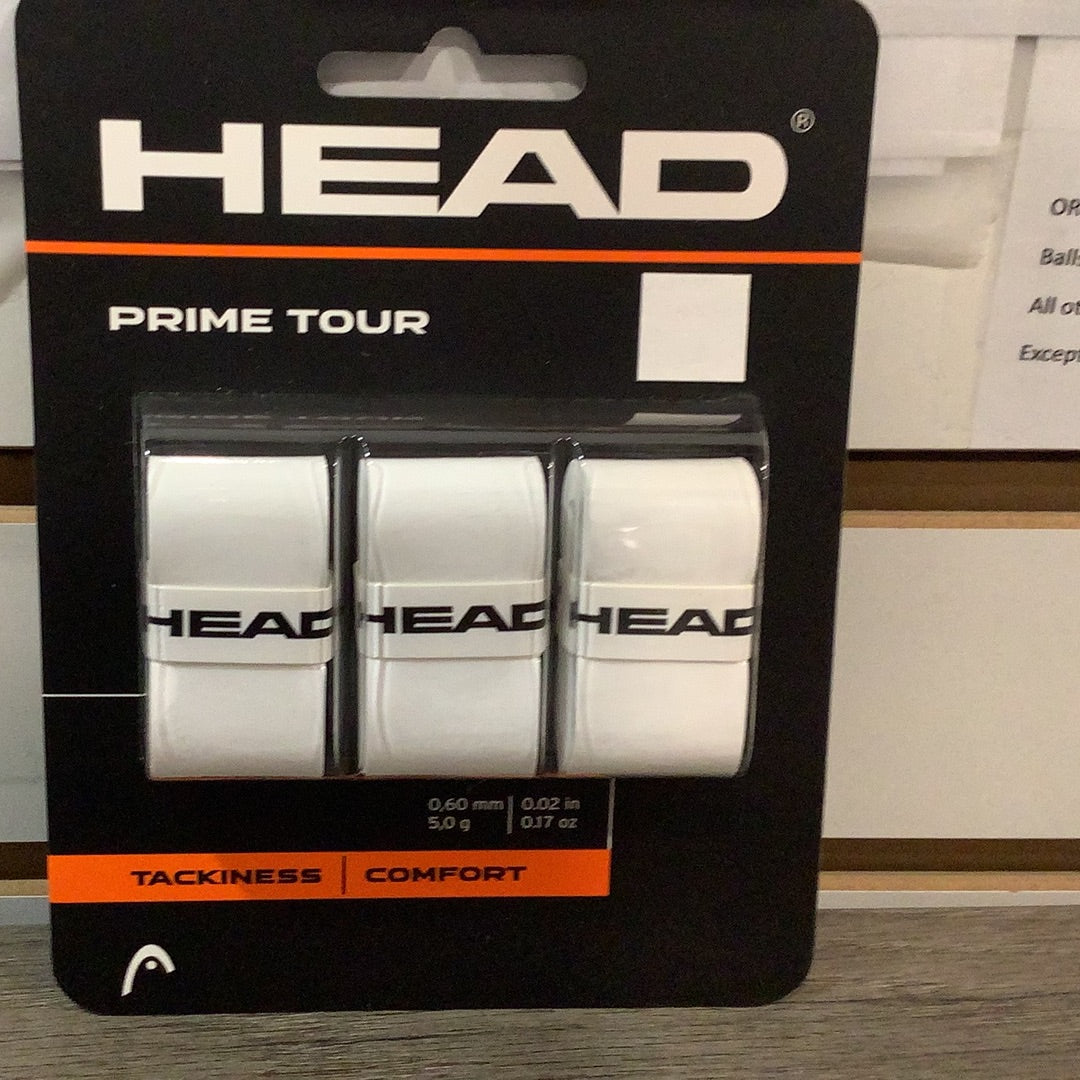 HEAD®
PRIME TOUR
HEAD HEAD HEAD
0,60 mm | 0.02 in
5,0 g | 0.17 oz
TACKINESS | COMFORT
All